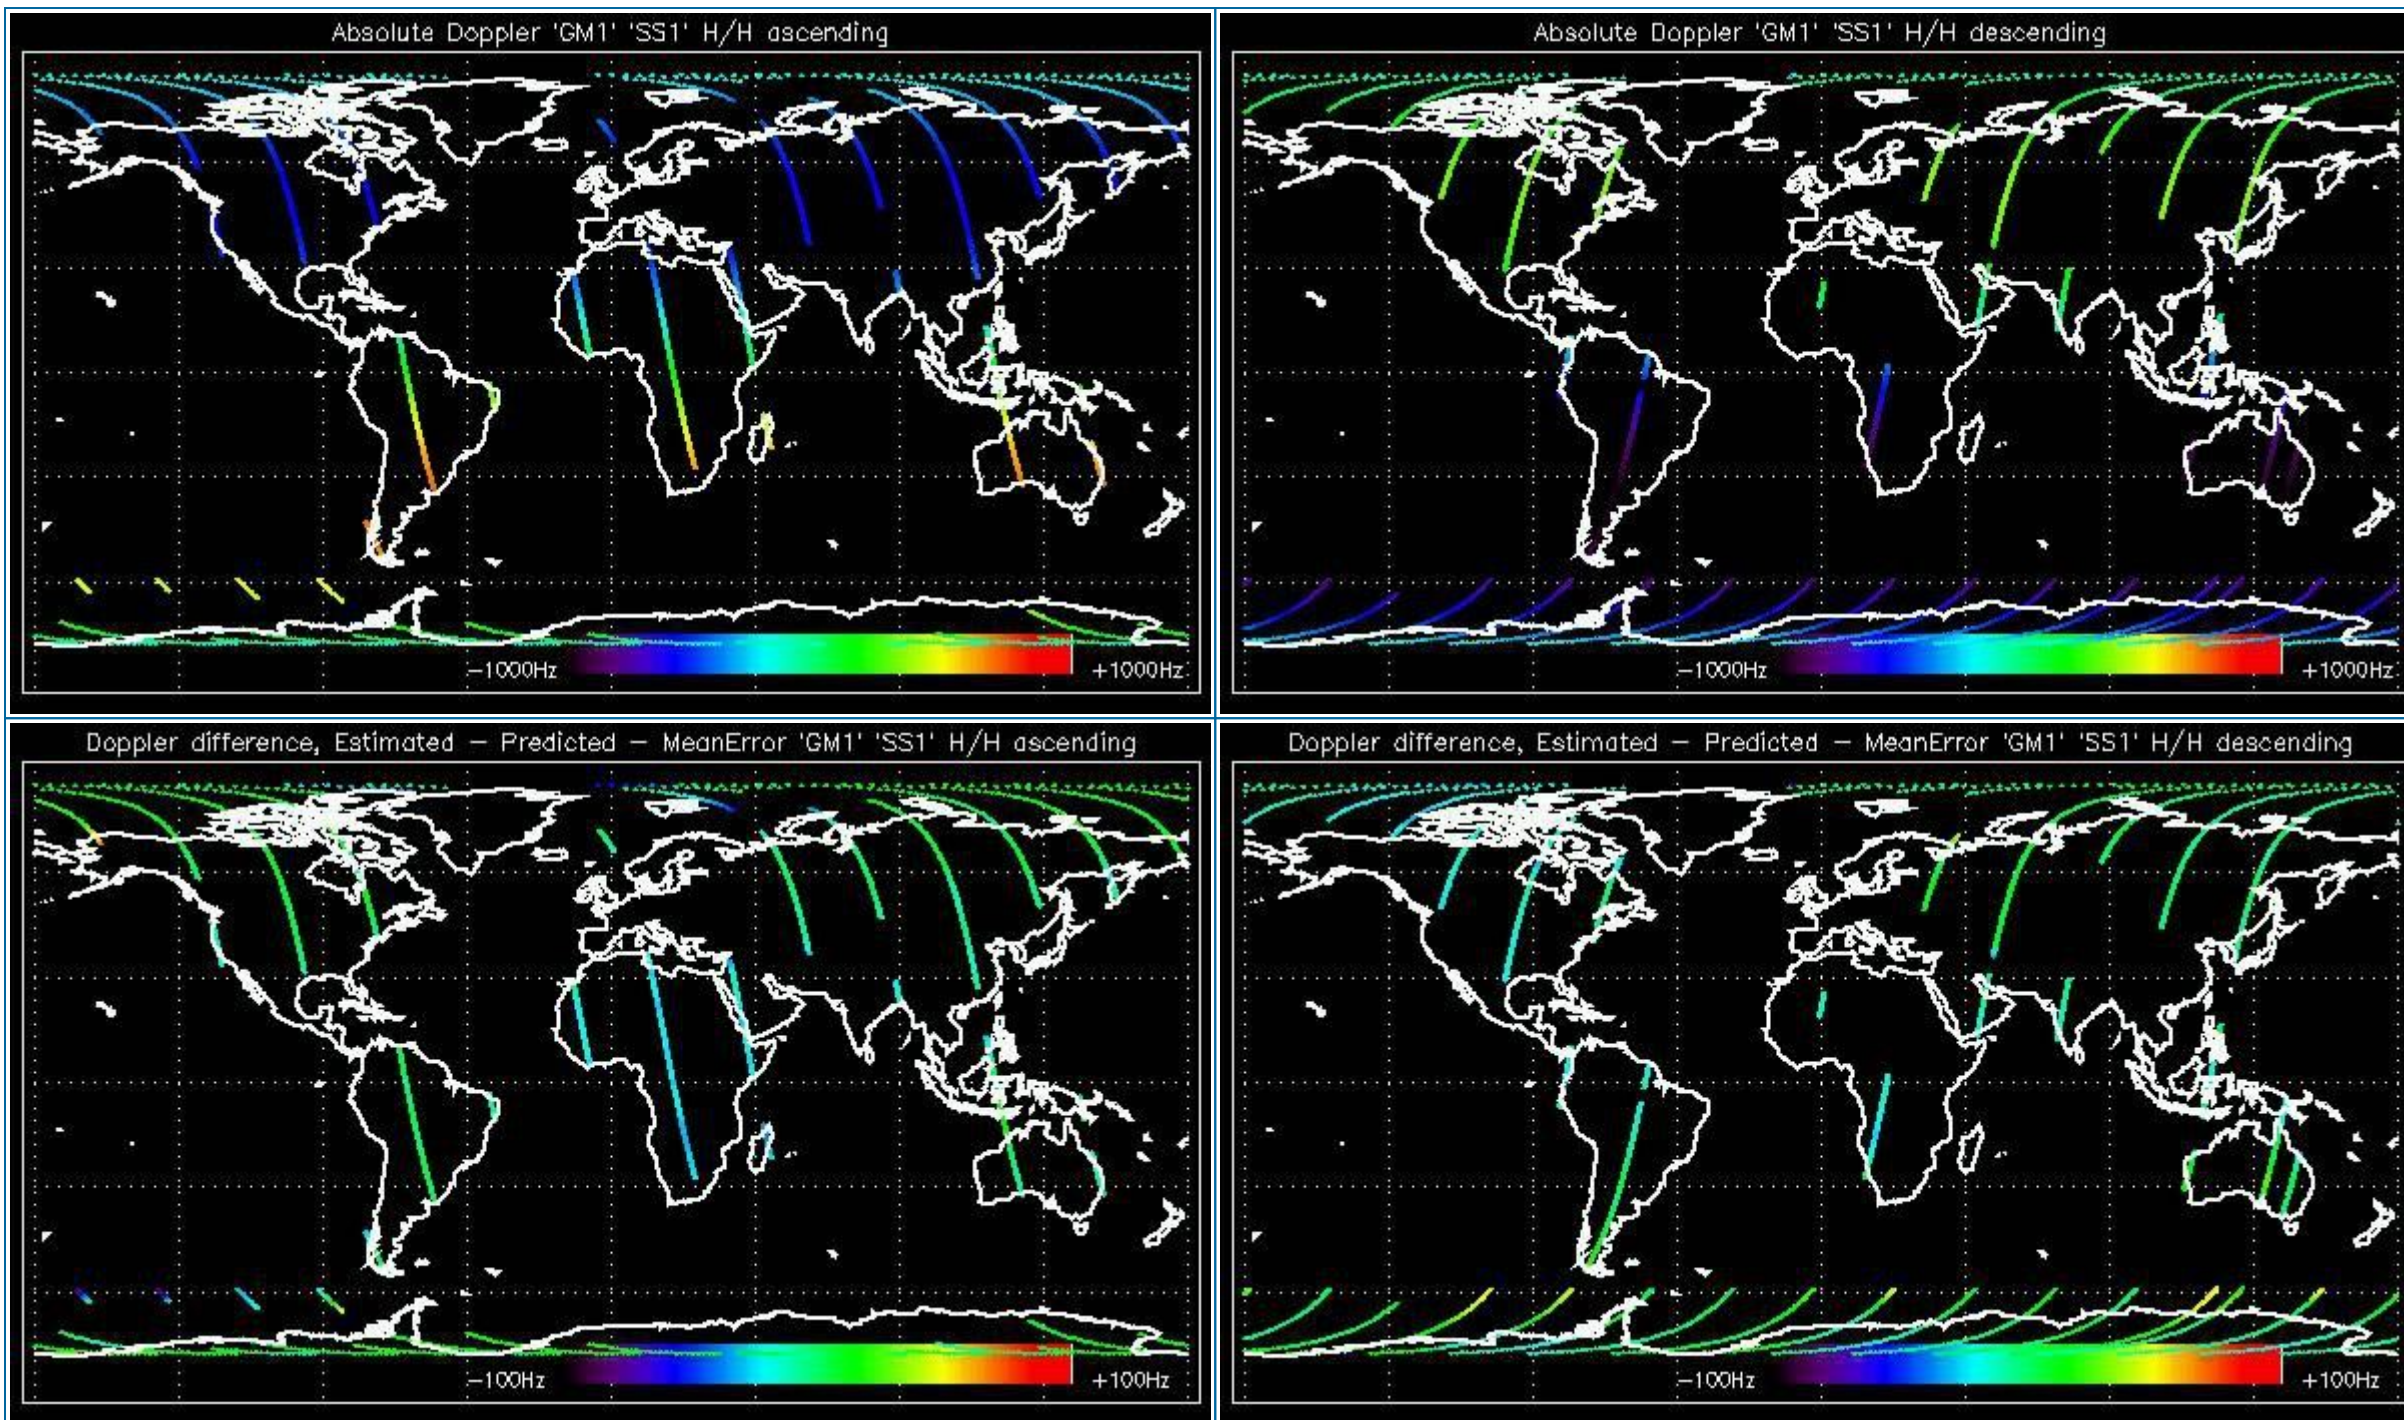 Absolute Doppler 'GM1' 'SS1' H/H ascending
-1000Hz
+1000Hz
Absolute Doppler 'GM1' 'SS1' H/H descending
-1000Hz
+1000Hz
Doppler difference, Estimated - Predicted - MeanError 'GM1' 'SS1' H/H ascending
-100Hz
+100Hz
Doppler difference, Estimated - Predicted - MeanError 'GM1' 'SS1' H/H descending
-100Hz
+100Hz